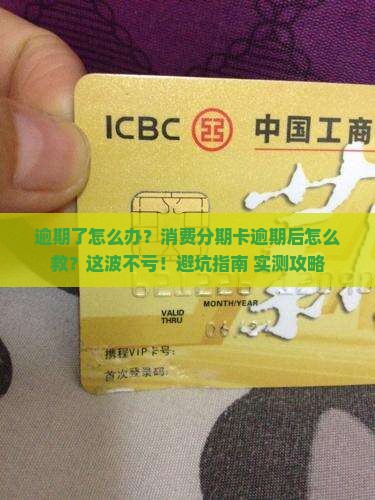 ICBC 中国工商
逾期了怎么办？消费分期卡逾期后怎么
救？这波不亏！避坑指南 实测攻略
MONTH/YEAR
VALID
THRU
携程VIP卡号：
首次登录码：